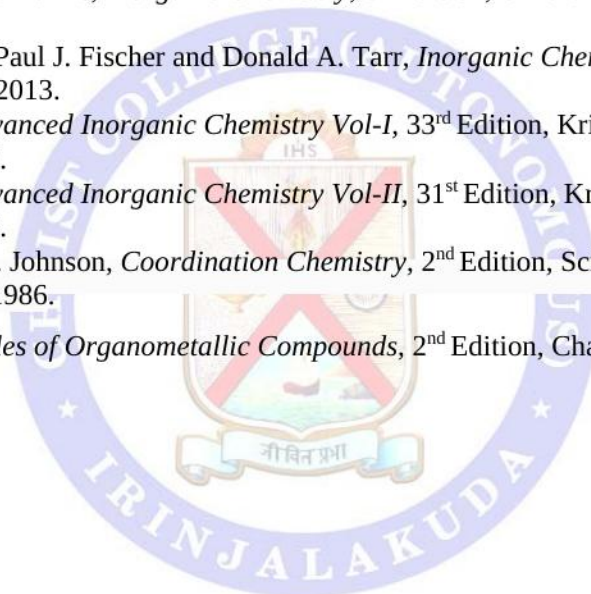 Paul J. Fischer and Donald A. Tarr, Inorganic Che
2013.
vanced Inorganic Chemistry Vol-I, 33rd Edition, Kri
.
vanced Inorganic Chemistry Vol-II, 31st Edition, Kr
.
. Johnson, Coordination Chemistry, 2nd Edition, Sc
1986.
les of Organometallic Compounds, 2nd Edition, Cha
CHRIST COLLEGE (AUTONOMOUS)
IHS
जीवित प्रभा
★ IRINJALAKUDA ★